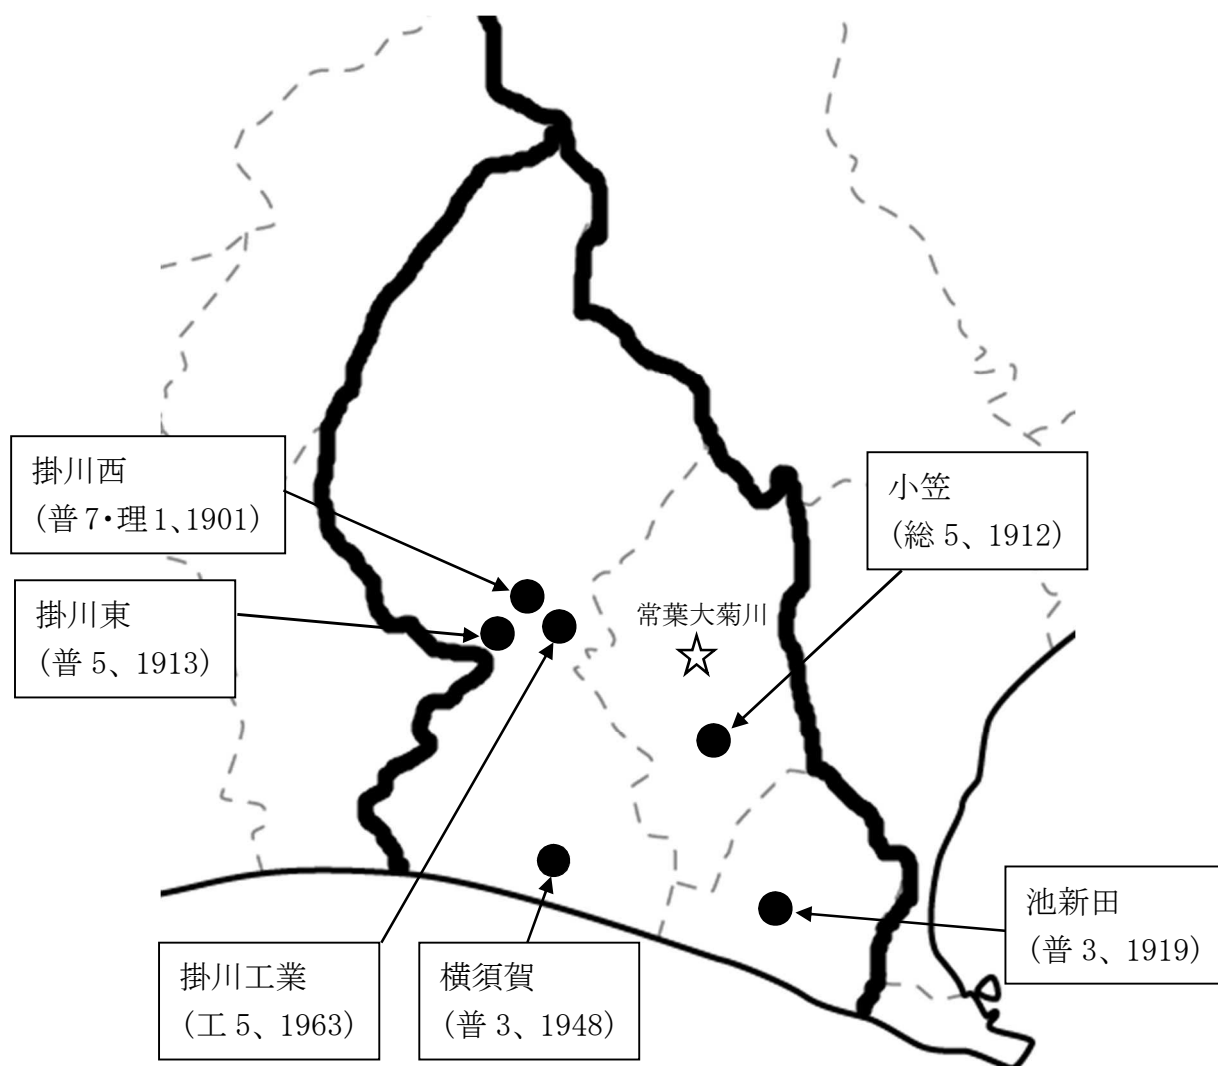 掛川西
(普7・理1、1901)
小笠
(総5、1912)
掛川東
(普5、1913)
常葉大菊川
池新田
(普3、1919)
掛川工業
(工5、1963)
横須賀
(普3、1948)